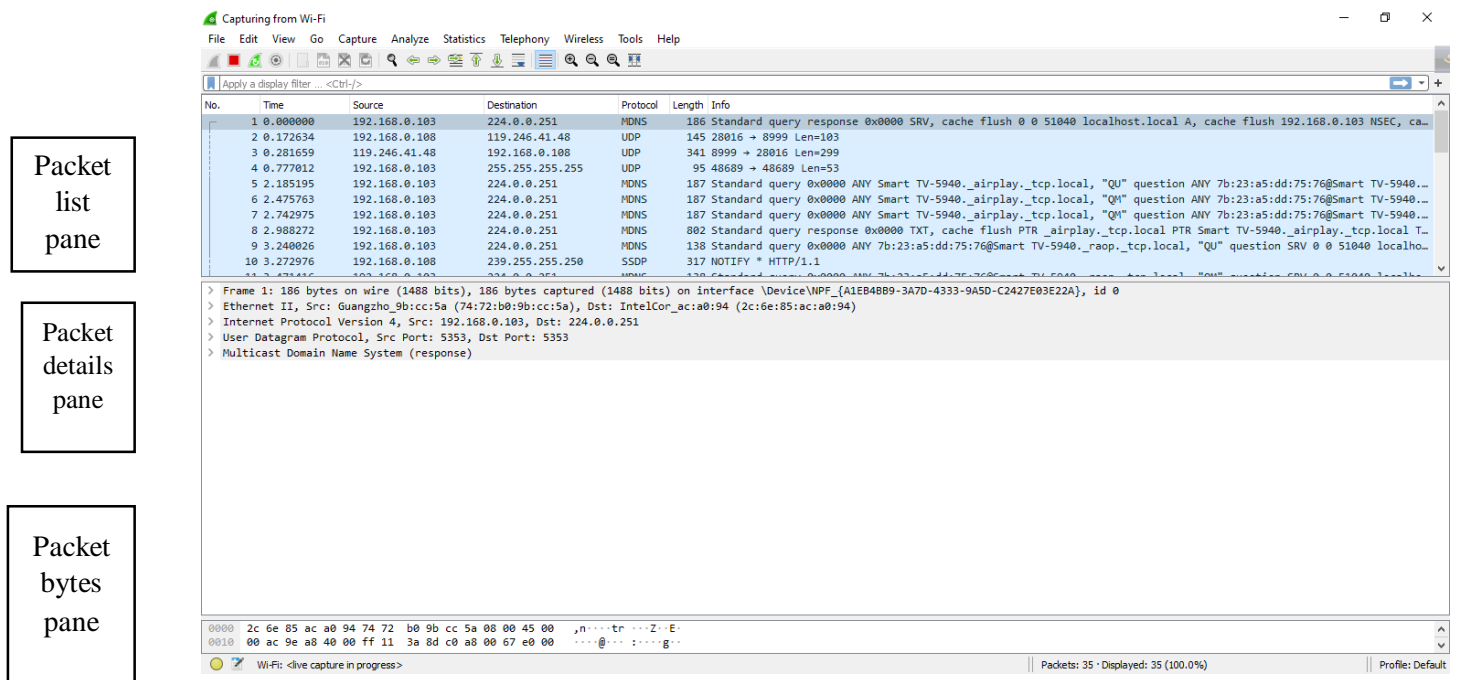 Capturing from Wi-Fi
File Edit View Go Capture Analyze Statistics Telephony Wireless Tools Help
Apply a display filter ... <Ctrl-/>
No. Time Source Destination Protocol Length Info
1 0.000000 192.168.0.103 224.0.0.251 MDNS 186 Standard query response 0x0000 SRV, cache flush 0 0 51040 localhost.local A, cache flush 192.168.0.103 NSEC, ca…
2 0.172634 192.168.0.108 119.246.41.48 UDP 145 28016 → 8999 Len=103
3 0.281659 119.246.41.48 192.168.0.108 UDP 341 8999 → 28016 Len=299
4 0.777012 192.168.0.103 255.255.255.255 UDP 95 48689 → 48689 Len=53
5 2.185195 192.168.0.103 224.0.0.251 MDNS 187 Standard query 0x0000 ANY Smart TV-5940._airplay._tcp.local, "QU" question ANY 7b:23:a5:dd:75:76@Smart TV-5940.…
6 2.475763 192.168.0.103 224.0.0.251 MDNS 187 Standard query 0x0000 ANY Smart TV-5940._airplay._tcp.local, "QM" question ANY 7b:23:a5:dd:75:76@Smart TV-5940.…
7 2.742975 192.168.0.103 224.0.0.251 MDNS 187 Standard query 0x0000 ANY Smart TV-5940._airplay._tcp.local, "QM" question ANY 7b:23:a5:dd:75:76@Smart TV-5940.…
8 2.988272 192.168.0.103 224.0.0.251 MDNS 802 Standard query response 0x0000 TXT, cache flush PTR _airplay._tcp.local PTR Smart TV-5940._airplay._tcp.local T…
9 3.240026 192.168.0.103 224.0.0.251 MDNS 138 Standard query 0x0000 ANY 7b:23:a5:dd:75:76@Smart TV-5940._raop._tcp.local, "QU" question SRV 0 0 51040 localho…
10 3.272976 192.168.0.108 239.255.255.250 SSDP 317 NOTIFY * HTTP/1.1
Packet
list
pane
> Frame 1: 186 bytes on wire (1488 bits), 186 bytes captured (1488 bits) on interface \Device\NPF_{A1EB4BB9-3A7D-4333-9A5D-C2427E03E22A}, id 0
> Ethernet II, Src: Guangzho_9b:cc:5a (74:72:b0:9b:cc:5a), Dst: IntelCor_ac:a0:94 (2c:6e:85:ac:a0:94)
> Internet Protocol Version 4, Src: 192.168.0.103, Dst: 224.0.0.251
> User Datagram Protocol, Src Port: 5353, Dst Port: 5353
> Multicast Domain Name System (response)
Packet
details
pane
Packet
bytes
pane
0000 2c 6e 85 ac a0 94 74 72 b0 9b cc 5a 08 00 45 00 ,n····tr ···Z··E·
0010 00 ac 9e a8 40 00 ff 11 3a 8d c0 a8 00 67 e0 00 ····@··· :····g··
Wi-Fi: <live capture in progress> Packets: 35 · Displayed: 35 (100.0%) Profile: Default